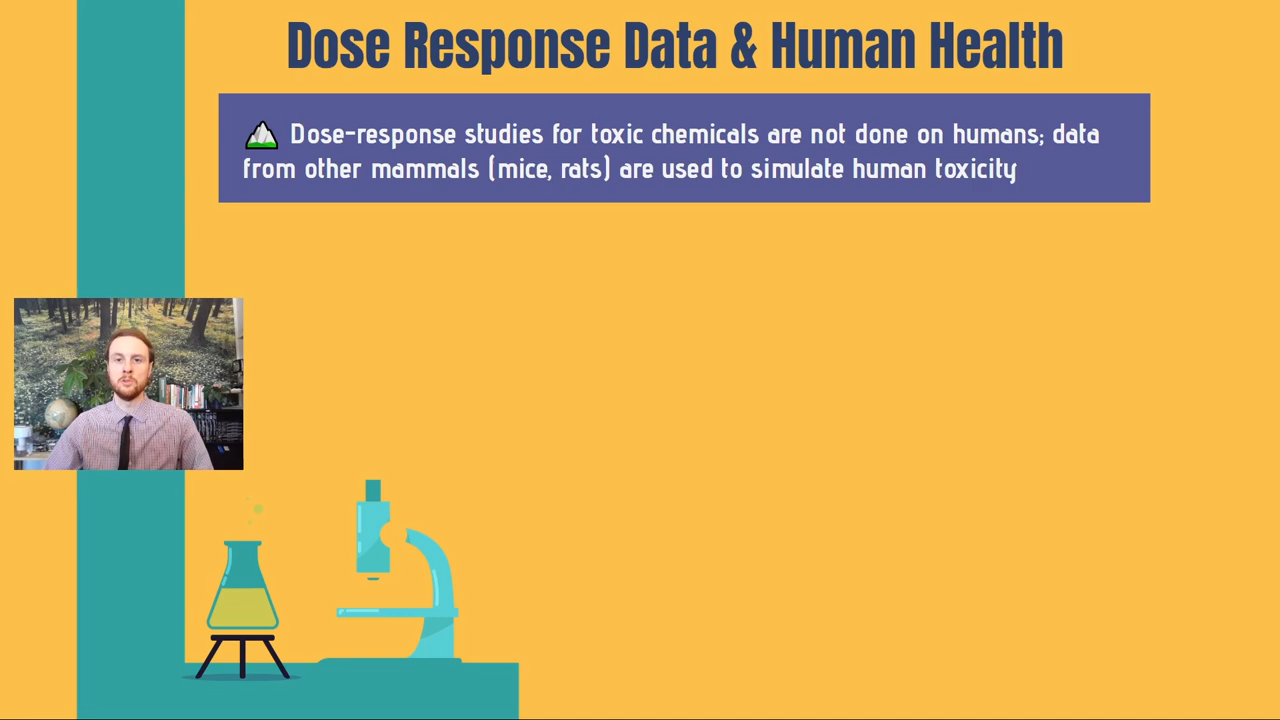 Dose Response Data & Human Health
Dose-response studies for toxic chemicals are not done on humans; data
from other mammals (mice, rats) are used to simulate human toxicity